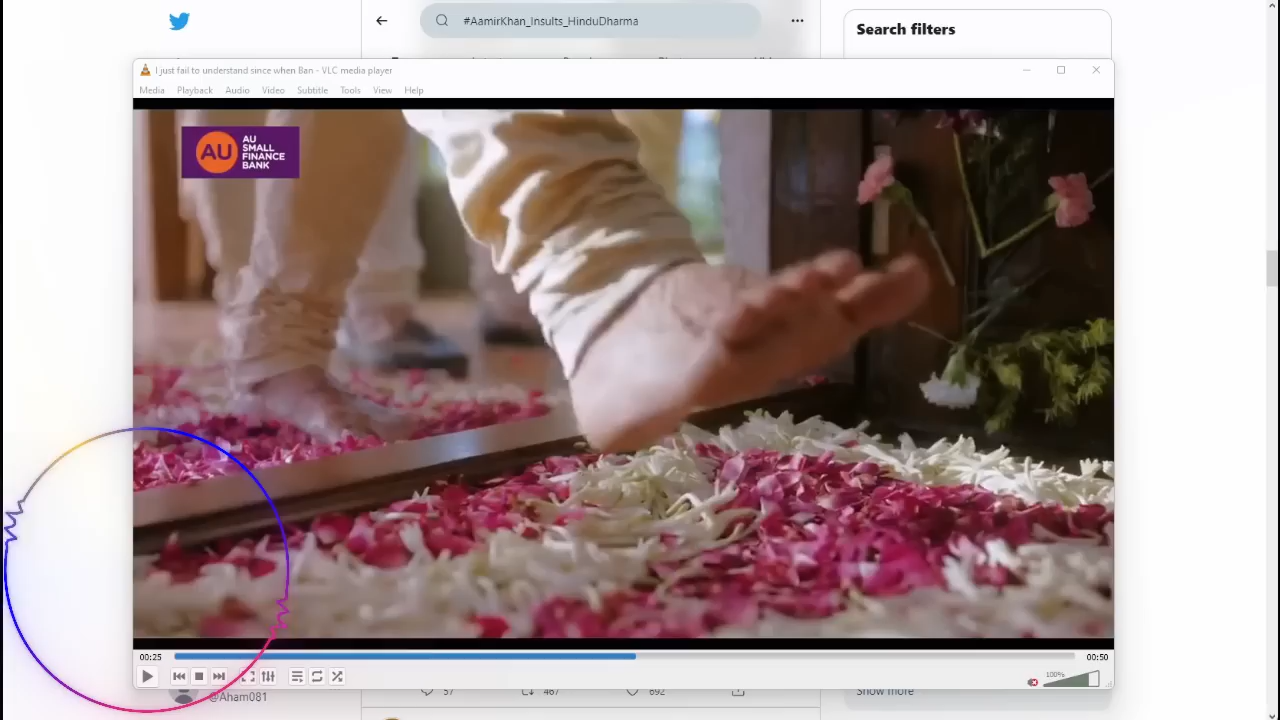 #AamirKhan_Insults_HinduDharma
Search filters
I just fail to understand since when Ban - VLC media player
Media Playback Audio Video Subtitle Tools View Help
AU
AU
SMALL
FINANCE
BANK
00:25
00:50
100%
@Aham081
57 467 692
Show more